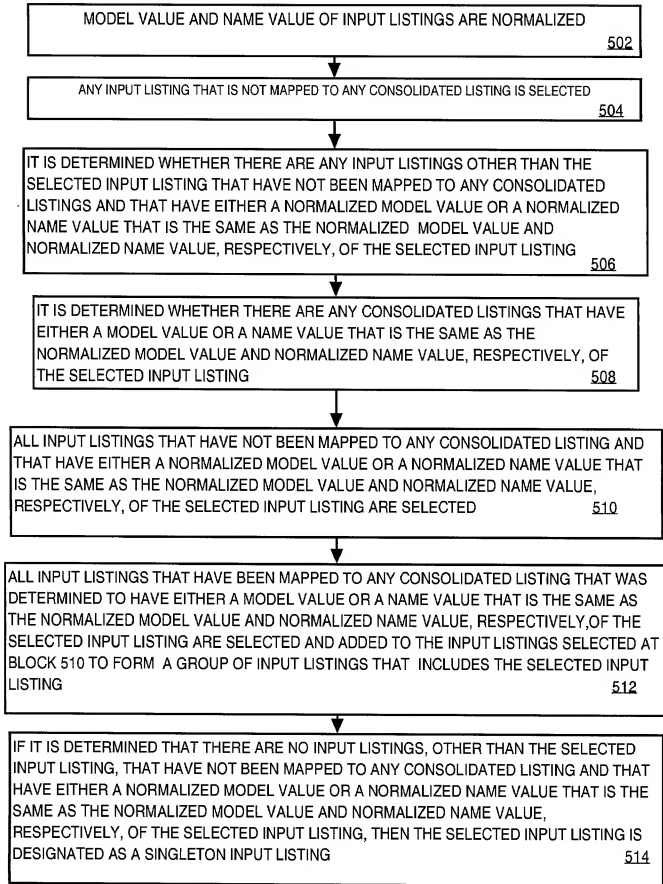 MODEL VALUE AND NAME VALUE OF INPUT LISTINGS ARE NORMALIZED
502
ANY INPUT LISTING THAT IS NOT MAPPED TO ANY CONSOLIDATED LISTING IS SELECTED
504
IT IS DETERMINED WHETHER THERE ARE ANY INPUT LISTINGS OTHER THAN THE
SELECTED INPUT LISTING THAT HAVE NOT BEEN MAPPED TO ANY CONSOLIDATED
LISTINGS AND THAT HAVE EITHER A NORMALIZED MODEL VALUE OR A NORMALIZED
NAME VALUE THAT IS THE SAME AS THE NORMALIZED MODEL VALUE AND
NORMALIZED NAME VALUE, RESPECTIVELY, OF THE SELECTED INPUT LISTING
506
IT IS DETERMINED WHETHER THERE ARE ANY CONSOLIDATED LISTINGS THAT HAVE
EITHER A MODEL VALUE OR A NAME VALUE THAT IS THE SAME AS THE
NORMALIZED MODEL VALUE AND NORMALIZED NAME VALUE, RESPECTIVELY, OF
THE SELECTED INPUT LISTING 508
ALL INPUT LISTINGS THAT HAVE NOT BEEN MAPPED TO ANY CONSOLIDATED LISTING AND
THAT HAVE EITHER A NORMALIZED MODEL VALUE OR A NORMALIZED NAME VALUE THAT
IS THE SAME AS THE NORMALIZED MODEL VALUE AND NORMALIZED NAME VALUE,
RESPECTIVELY, OF THE SELECTED INPUT LISTING ARE SELECTED 510
ALL INPUT LISTINGS THAT HAVE BEEN MAPPED TO ANY CONSOLIDATED LISTING THAT WAS
DETERMINED TO HAVE EITHER A MODEL VALUE OR A NAME VALUE THAT IS THE SAME AS
THE NORMALIZED MODEL VALUE AND NORMALIZED NAME VALUE, RESPECTIVELY,OF THE
SELECTED INPUT LISTING ARE SELECTED AND ADDED TO THE INPUT LISTINGS SELECTED AT
BLOCK 510 TO FORM A GROUP OF INPUT LISTINGS THAT INCLUDES THE SELECTED INPUT
LISTING 512
IF IT IS DETERMINED THAT THERE ARE NO INPUT LISTINGS, OTHER THAN THE SELECTED
INPUT LISTING, THAT HAVE NOT BEEN MAPPED TO ANY CONSOLIDATED LISTING AND THAT
HAVE EITHER A NORMALIZED MODEL VALUE OR A NORMALIZED NAME VALUE THAT IS THE
SAME AS THE NORMALIZED MODEL VALUE AND NORMALIZED NAME VALUE,
RESPECTIVELY, OF THE SELECTED INPUT LISTING, THEN THE SELECTED INPUT LISTING IS
DESIGNATED AS A SINGLETON INPUT LISTING 514